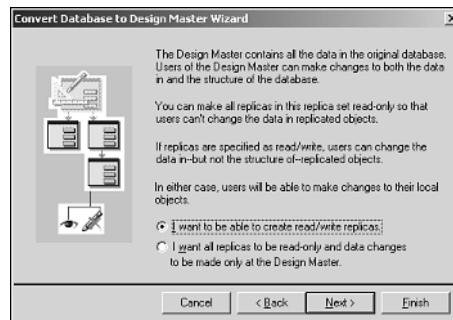 Convert Database to Design Master Wizard
The Design Master contains all the data in the original database.
Users of the Design Master can make changes to both the data
in and the structure of the database.
You can make all replicas in this replica set read-only so that
users can't change the data in replicated objects.
If replicas are specified as read/write, users can change the
data in--but not the structure of--replicated objects.
In either case, users will be able to make changes to their local
objects.
I want to be able to create read/write replicas.
I want all replicas to be read-only and data changes
to be made only at the Design Master.
Cancel < Back Next > Finish